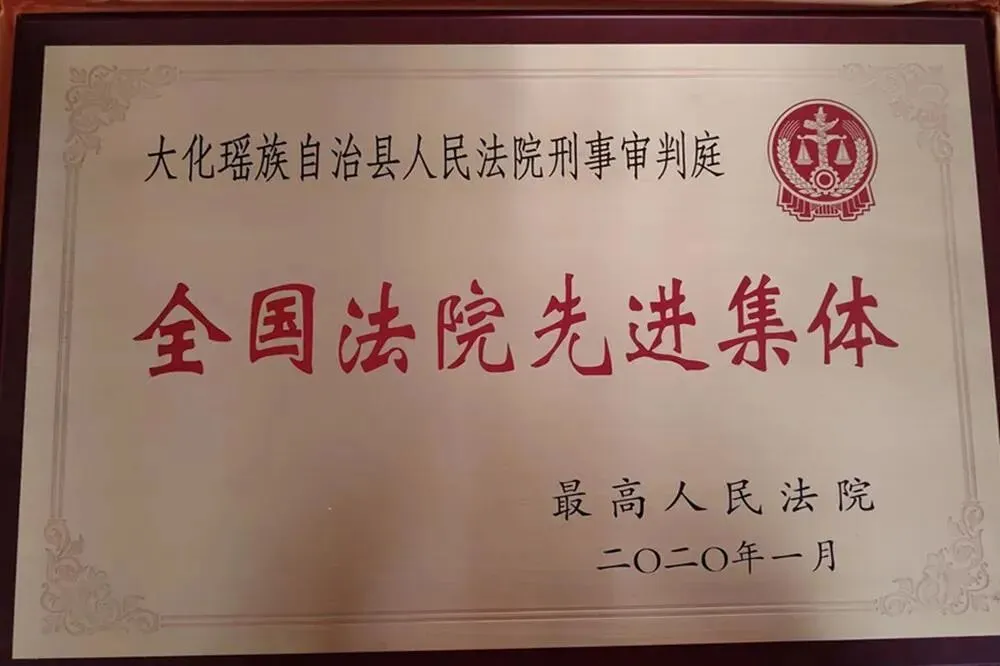 大化瑶族自治县人民法院刑事审判庭
全国法院先进集体
最高人民法院
二〇二〇年一月